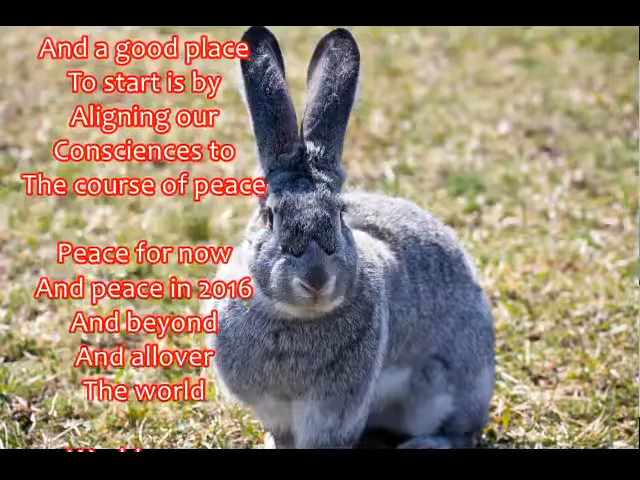 And a good place
To start is by
Aligning our
Consciences to
The course of peace
Peace for now
And peace in 2016
And beyond
And allover
The world